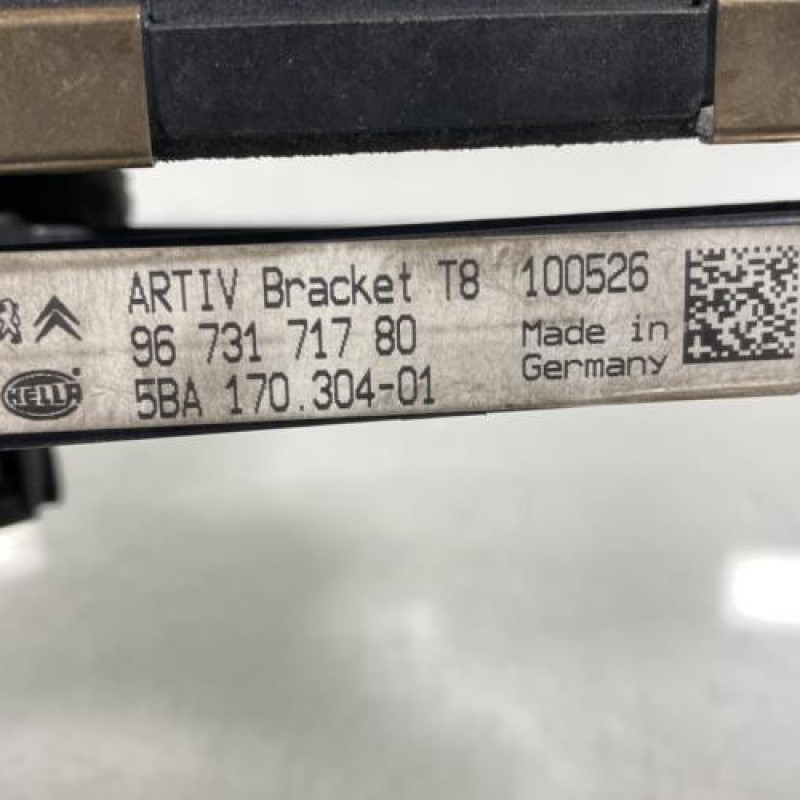 ARTIV Bracket T8 100526
96 731 717 80 Made in
Germany
HELLA 5BA 170.304-01